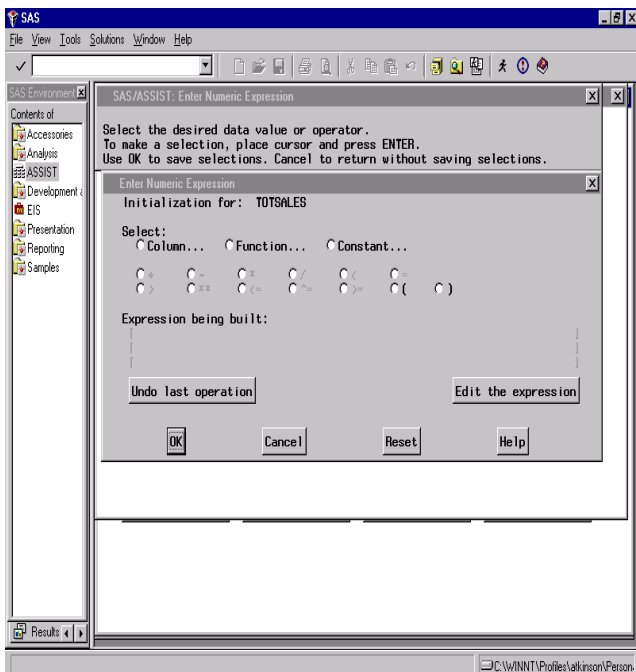 SAS
File View Tools Solutions Window Help
SAS Environment
Contents of
Accessories
Analysis
ASSIST
Development a
EIS
Presentation
Reporting
Samples
Results
SAS/ASSIST: Enter Numeric Expression
Select the desired data value or operator.
To make a selection, place cursor and press ENTER.
Use OK to save selections. Cancel to return without saving selections.
Enter Numeric Expression
Initialization for: TOTSALES
Select:
Column... Function... Constant...
+ - * / < =
> ** <= ^= >= ( )
Expression being built:
Undo last operation Edit the expression
OK Cancel Reset Help
C:\WINNT\Profiles\atkinson\Person